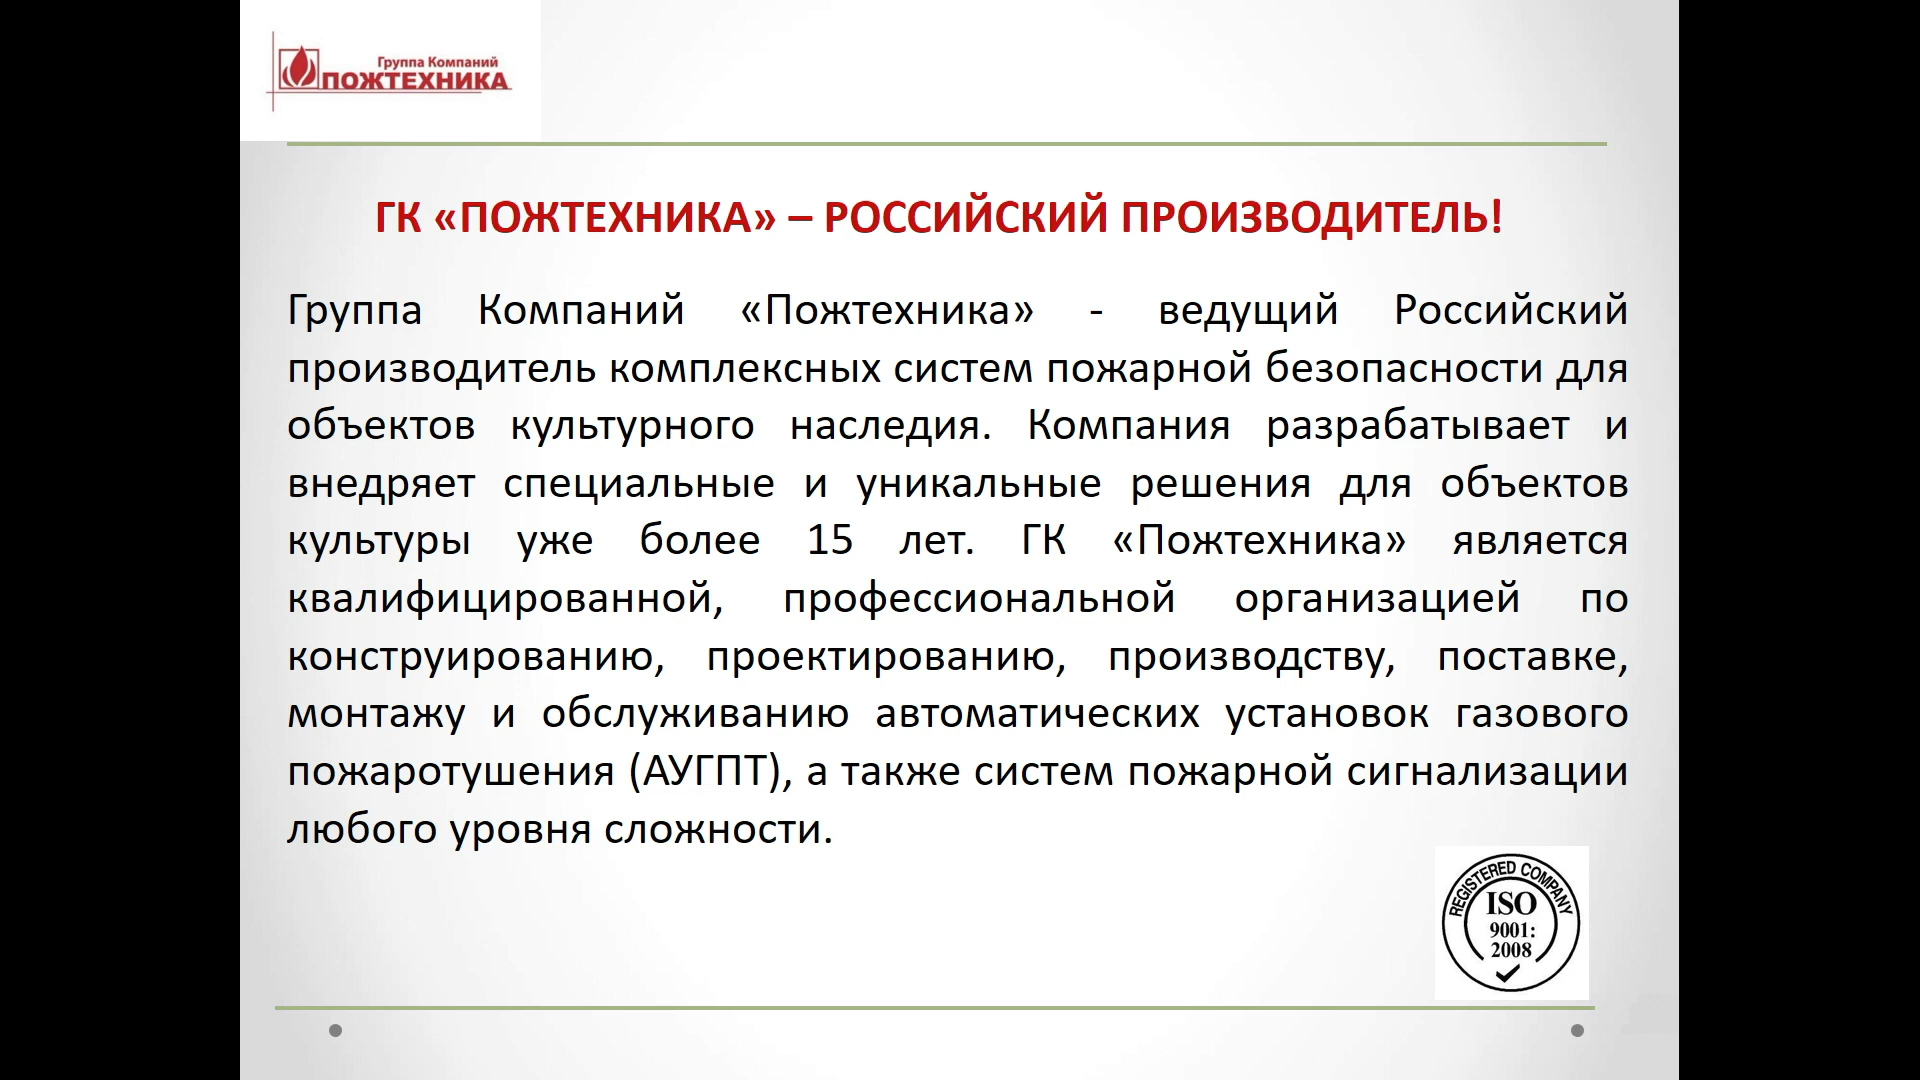 Группа Компаний
ПОЖТЕХНИКА
ГК «ПОЖТЕХНИКА» – РОССИЙСКИЙ ПРОИЗВОДИТЕЛЬ!
Группа Компаний «Пожтехника» - ведущий Российский
производитель комплексных систем пожарной безопасности для
объектов культурного наследия. Компания разрабатывает и
внедряет специальные и уникальные решения для объектов
культуры уже более 15 лет. ГК «Пожтехника» является
квалифицированной, профессиональной организацией по
конструированию, проектированию, производству, поставке,
монтажу и обслуживанию автоматических установок газового
пожаротушения (АУГПТ), а также систем пожарной сигнализации
любого уровня сложности.
REGISTERED COMPANY
ISO
9001:
2008